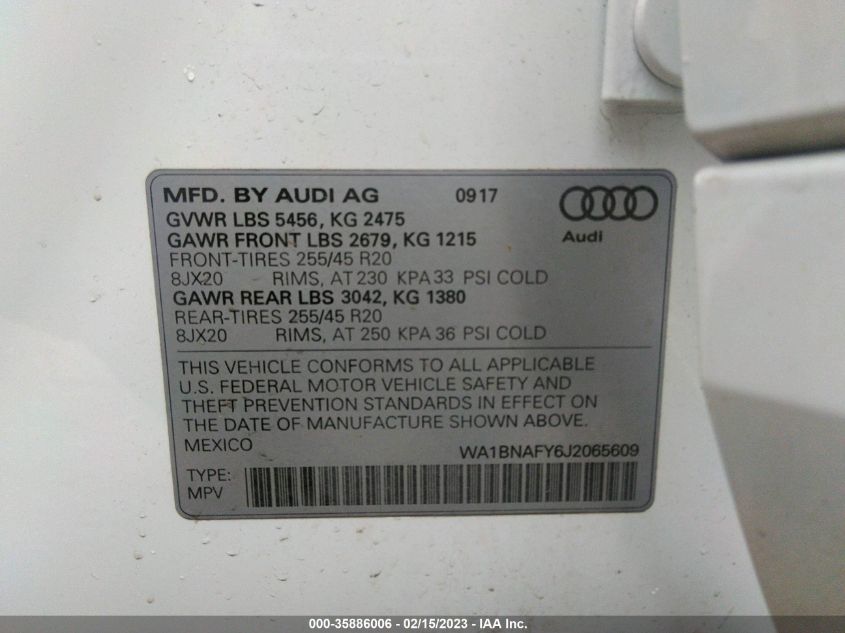 MFD. BY AUDI AG 0917
GVWR LBS 5456, KG 2475
GAWR FRONT LBS 2679, KG 1215
Audi
FRONT-TIRES 255/45 R20
8JX20 RIMS, AT 230 KPA 33 PSI COLD
GAWR REAR LBS 3042, KG 1380
REAR-TIRES 255/45 R20
8JX20 RIMS, AT 250 KPA 36 PSI COLD
THIS VEHICLE CONFORMS TO ALL APPLICABLE
U.S. FEDERAL MOTOR VEHICLE SAFETY AND
THEFT PREVENTION STANDARDS IN EFFECT ON
THE DATE OF MANUFACTURE SHOWN ABOVE.
MEXICO WA1BNAFY6J2065609
TYPE:
MPV
000-35886006 - 02/15/2023 - IAA Inc.